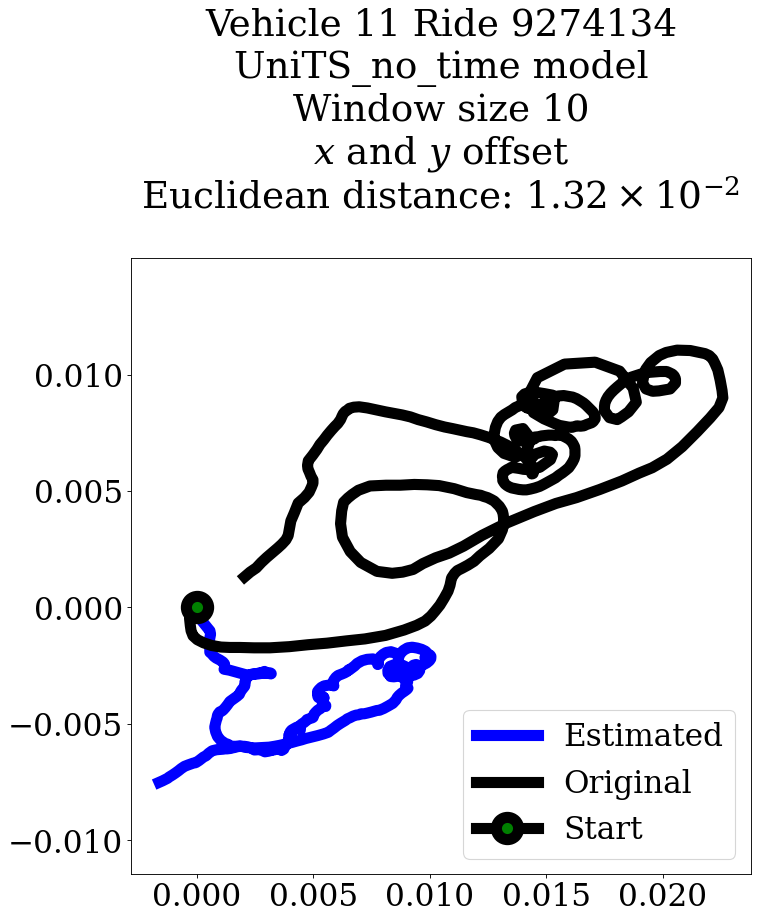 Vehicle 11 Ride 9274134
UniTS_no_time model
Window size 10
x and y offset
Euclidean distance: 1.32 × 10⁻²
0.010
0.005
0.000
−0.005
−0.010
Estimated
Original
Start
0.000 0.005 0.010 0.015 0.020